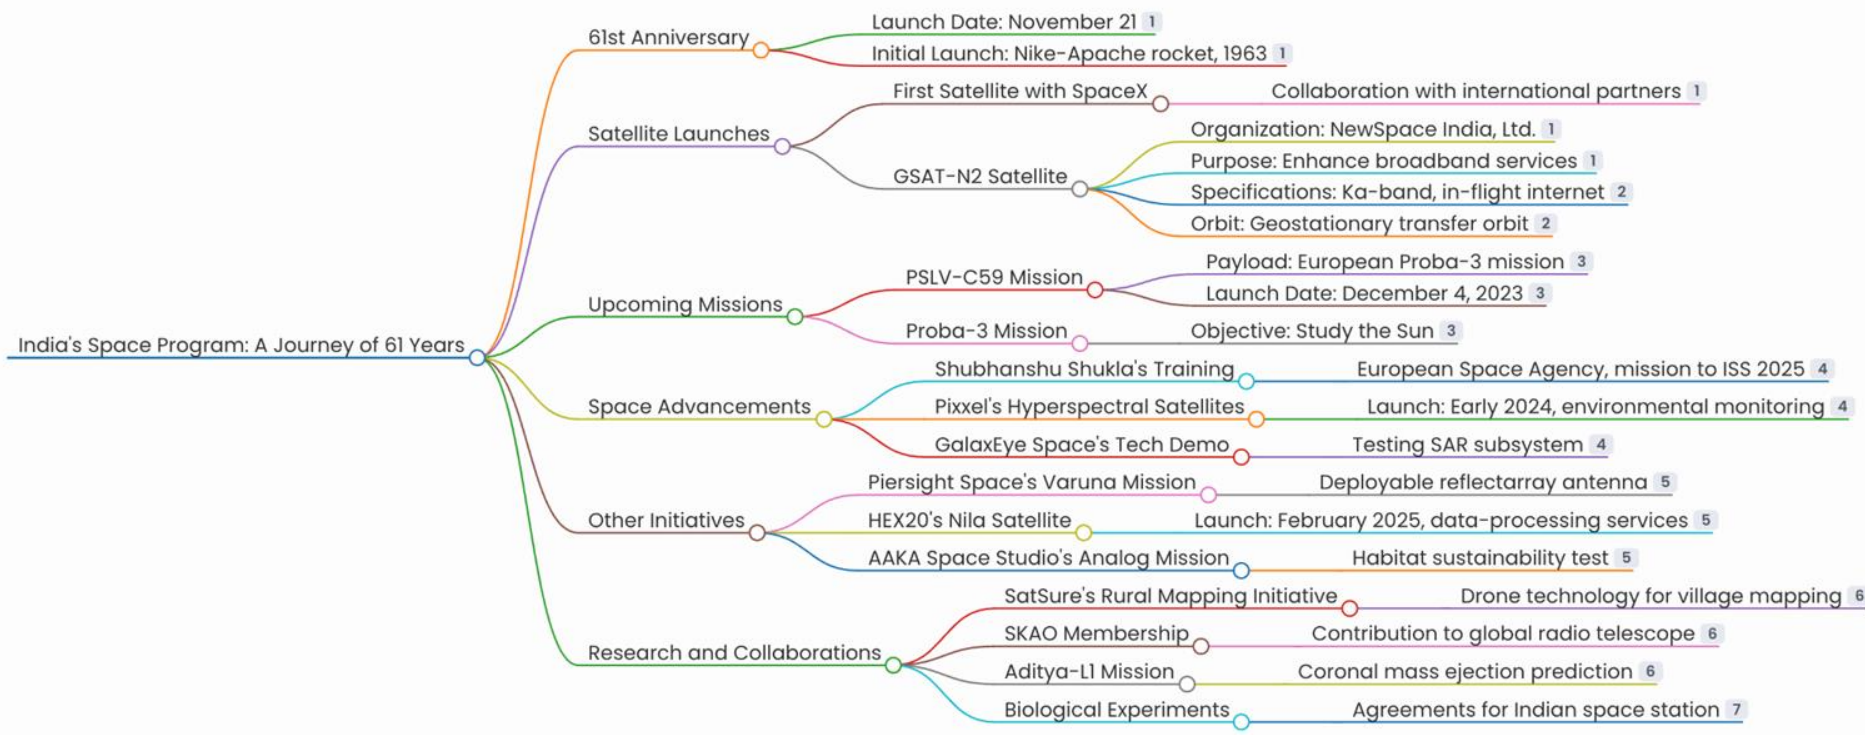 61st Anniversary
Launch Date: November 21 1
Initial Launch: Nike-Apache rocket, 1963 1
First Satellite with SpaceX
Collaboration with international partners 1
Satellite Launches
Organization: NewSpace India, Ltd. 1
Purpose: Enhance broadband services 1
GSAT-N2 Satellite
Specifications: Ka-band, in-flight internet 2
Orbit: Geostationary transfer orbit 2
Payload: European Proba-3 mission 3
PSLV-C59 Mission
Launch Date: December 4, 2023 3
Upcoming Missions
Proba-3 Mission
Objective: Study the Sun 3
India's Space Program: A Journey of 61 Years
Shubhanshu Shukla's Training
European Space Agency, mission to ISS 2025 4
Space Advancements
Pixxel's Hyperspectral Satellites
Launch: Early 2024, environmental monitoring 4
GalaxEye Space's Tech Demo
Testing SAR subsystem 4
Piersight Space's Varuna Mission
Deployable reflectarray antenna 5
Other Initiatives
HEX20's Nila Satellite
Launch: February 2025, data-processing services 5
AAKA Space Studio's Analog Mission
Habitat sustainability test 5
SatSure's Rural Mapping Initiative
Drone technology for village mapping 6
SKAO Membership
Contribution to global radio telescope 6
Research and Collaborations
Aditya-L1 Mission
Coronal mass ejection prediction 6
Biological Experiments
Agreements for Indian space station 7